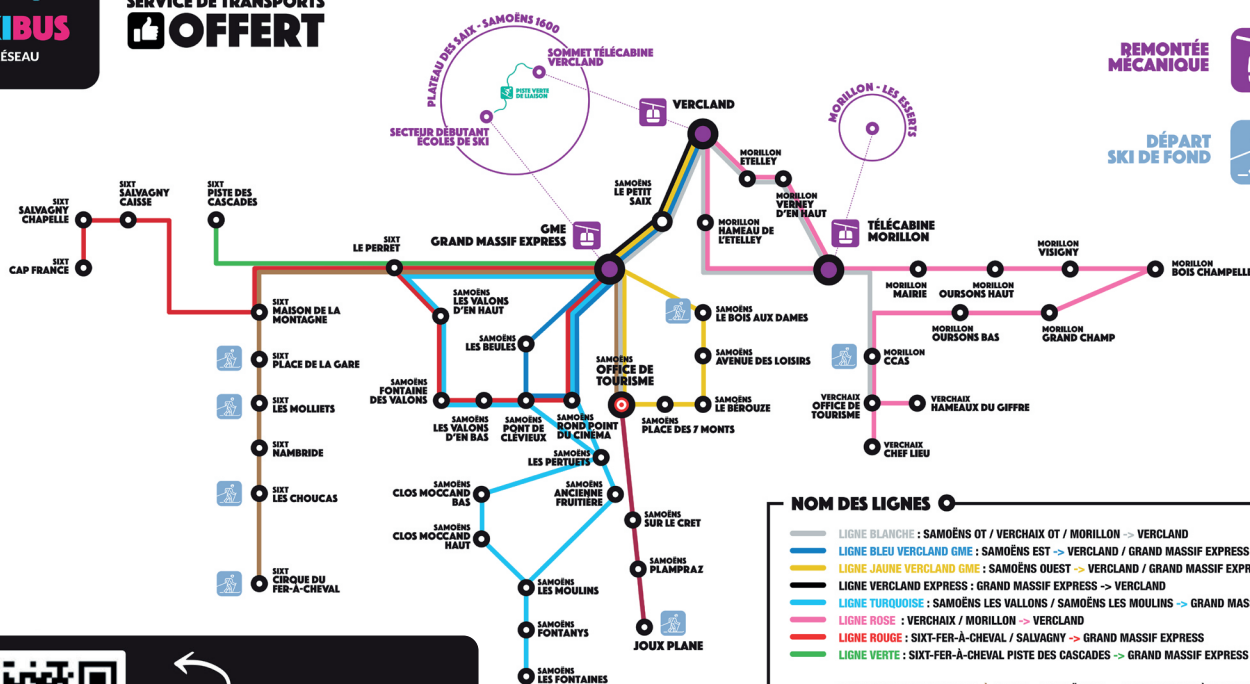 SERVICE DE TRANSPORTS
OFFERT
KIBUS
ÉSEAU
PLATEAU DES SAIX - SAMOËNS 1600
SOMMET TÉLÉCABINE
VERCLAND
PISTE VERTE
DE LIAISON
SECTEUR DÉBUTANT
ÉCOLES DE SKI
VERCLAND
MORILLON - LES ESSERTS
REMONTÉE
MÉCANIQUE
DÉPART
SKI DE FOND
MORILLON
ETELLEY
MORILLON
VERNEY
D'EN HAUT
SAMOËNS
LE PETIT
SAIX
MORILLON
HAMEAU DE
L'ETELLEY
TÉLÉCABINE
MORILLON
SIXT
SALVAGNY
CHAPELLE
SIXT
SALVAGNY
CAISSE
SIXT
PISTE DES
CASCADES
SIXT
CAP FRANCE
SIXT
LE PERRET
GME
GRAND MASSIF EXPRESS
MORILLON
MAIRIE
MORILLON
OURSONS HAUT
MORILLON
VISIGNY
MORILLON
BOIS CHAMPELL
MORILLON
OURSONS BAS
MORILLON
GRAND CHAMP
MORILLON
CCAS
VERCHAIX
OFFICE DE
TOURISME
VERCHAIX
HAMEAUX DU GIFFRE
VERCHAIX
CHEF LIEU
SIXT
MAISON DE LA
MONTAGNE
SIXT
PLACE DE LA GARE
SIXT
LES MOLLIETS
SIXT
NAMBRIDE
SIXT
LES CHOUCAS
SIXT
CIRQUE DU
FER-À-CHEVAL
SAMOËNS
LES VALONS
D'EN HAUT
SAMOËNS
LES BEULES
SAMOËNS
FONTAINE
DES VALONS
SAMOËNS
LES VALONS
D'EN BAS
SAMOËNS
PONT DE
CLÉVIEUX
SAMOËNS
ROND POINT
DU CINÉMA
SAMOËNS
OFFICE DE
TOURISME
SAMOËNS
LE BOIS AUX DAMES
SAMOËNS
AVENUE DES LOISIRS
SAMOËNS
LE BÉROUZE
SAMOËNS
PLACE DES 7 MONTS
SAMOËNS
LES PERTUETS
SAMOËNS
CLOS MOCCAND
BAS
SAMOËNS
ANCIENNE
FRUITIÈRE
SAMOËNS
CLOS MOCCAND
HAUT
SAMOËNS
SUR LE CRET
SAMOËNS
PLAMPRAZ
SAMOËNS
LES MOULINS
SAMOËNS
FONTANYS
SAMOËNS
LES FONTAINES
JOUX PLANE
NOM DES LIGNES
LIGNE BLANCHE : SAMOËNS OT / VERCHAIX OT / MORILLON -> VERCLAND
LIGNE BLEU VERCLAND GME : SAMOËNS EST -> VERCLAND / GRAND MASSIF EXPRESS
LIGNE JAUNE VERCLAND GME : SAMOËNS OUEST -> VERCLAND / GRAND MASSIF EXPR
LIGNE VERCLAND EXPRESS : GRAND MASSIF EXPRESS -> VERCLAND
LIGNE TURQUOISE : SAMOËNS LES VALLONS / SAMOËNS LES MOULINS -> GRAND MAS
LIGNE ROSE : VERCHAIX / MORILLON -> VERCLAND
LIGNE ROUGE : SIXT-FER-À-CHEVAL / SALVAGNY -> GRAND MASSIF EXPRESS
LIGNE VERTE : SIXT-FER-À-CHEVAL PISTE DES CASCADES -> GRAND MASSIF EXPRESS